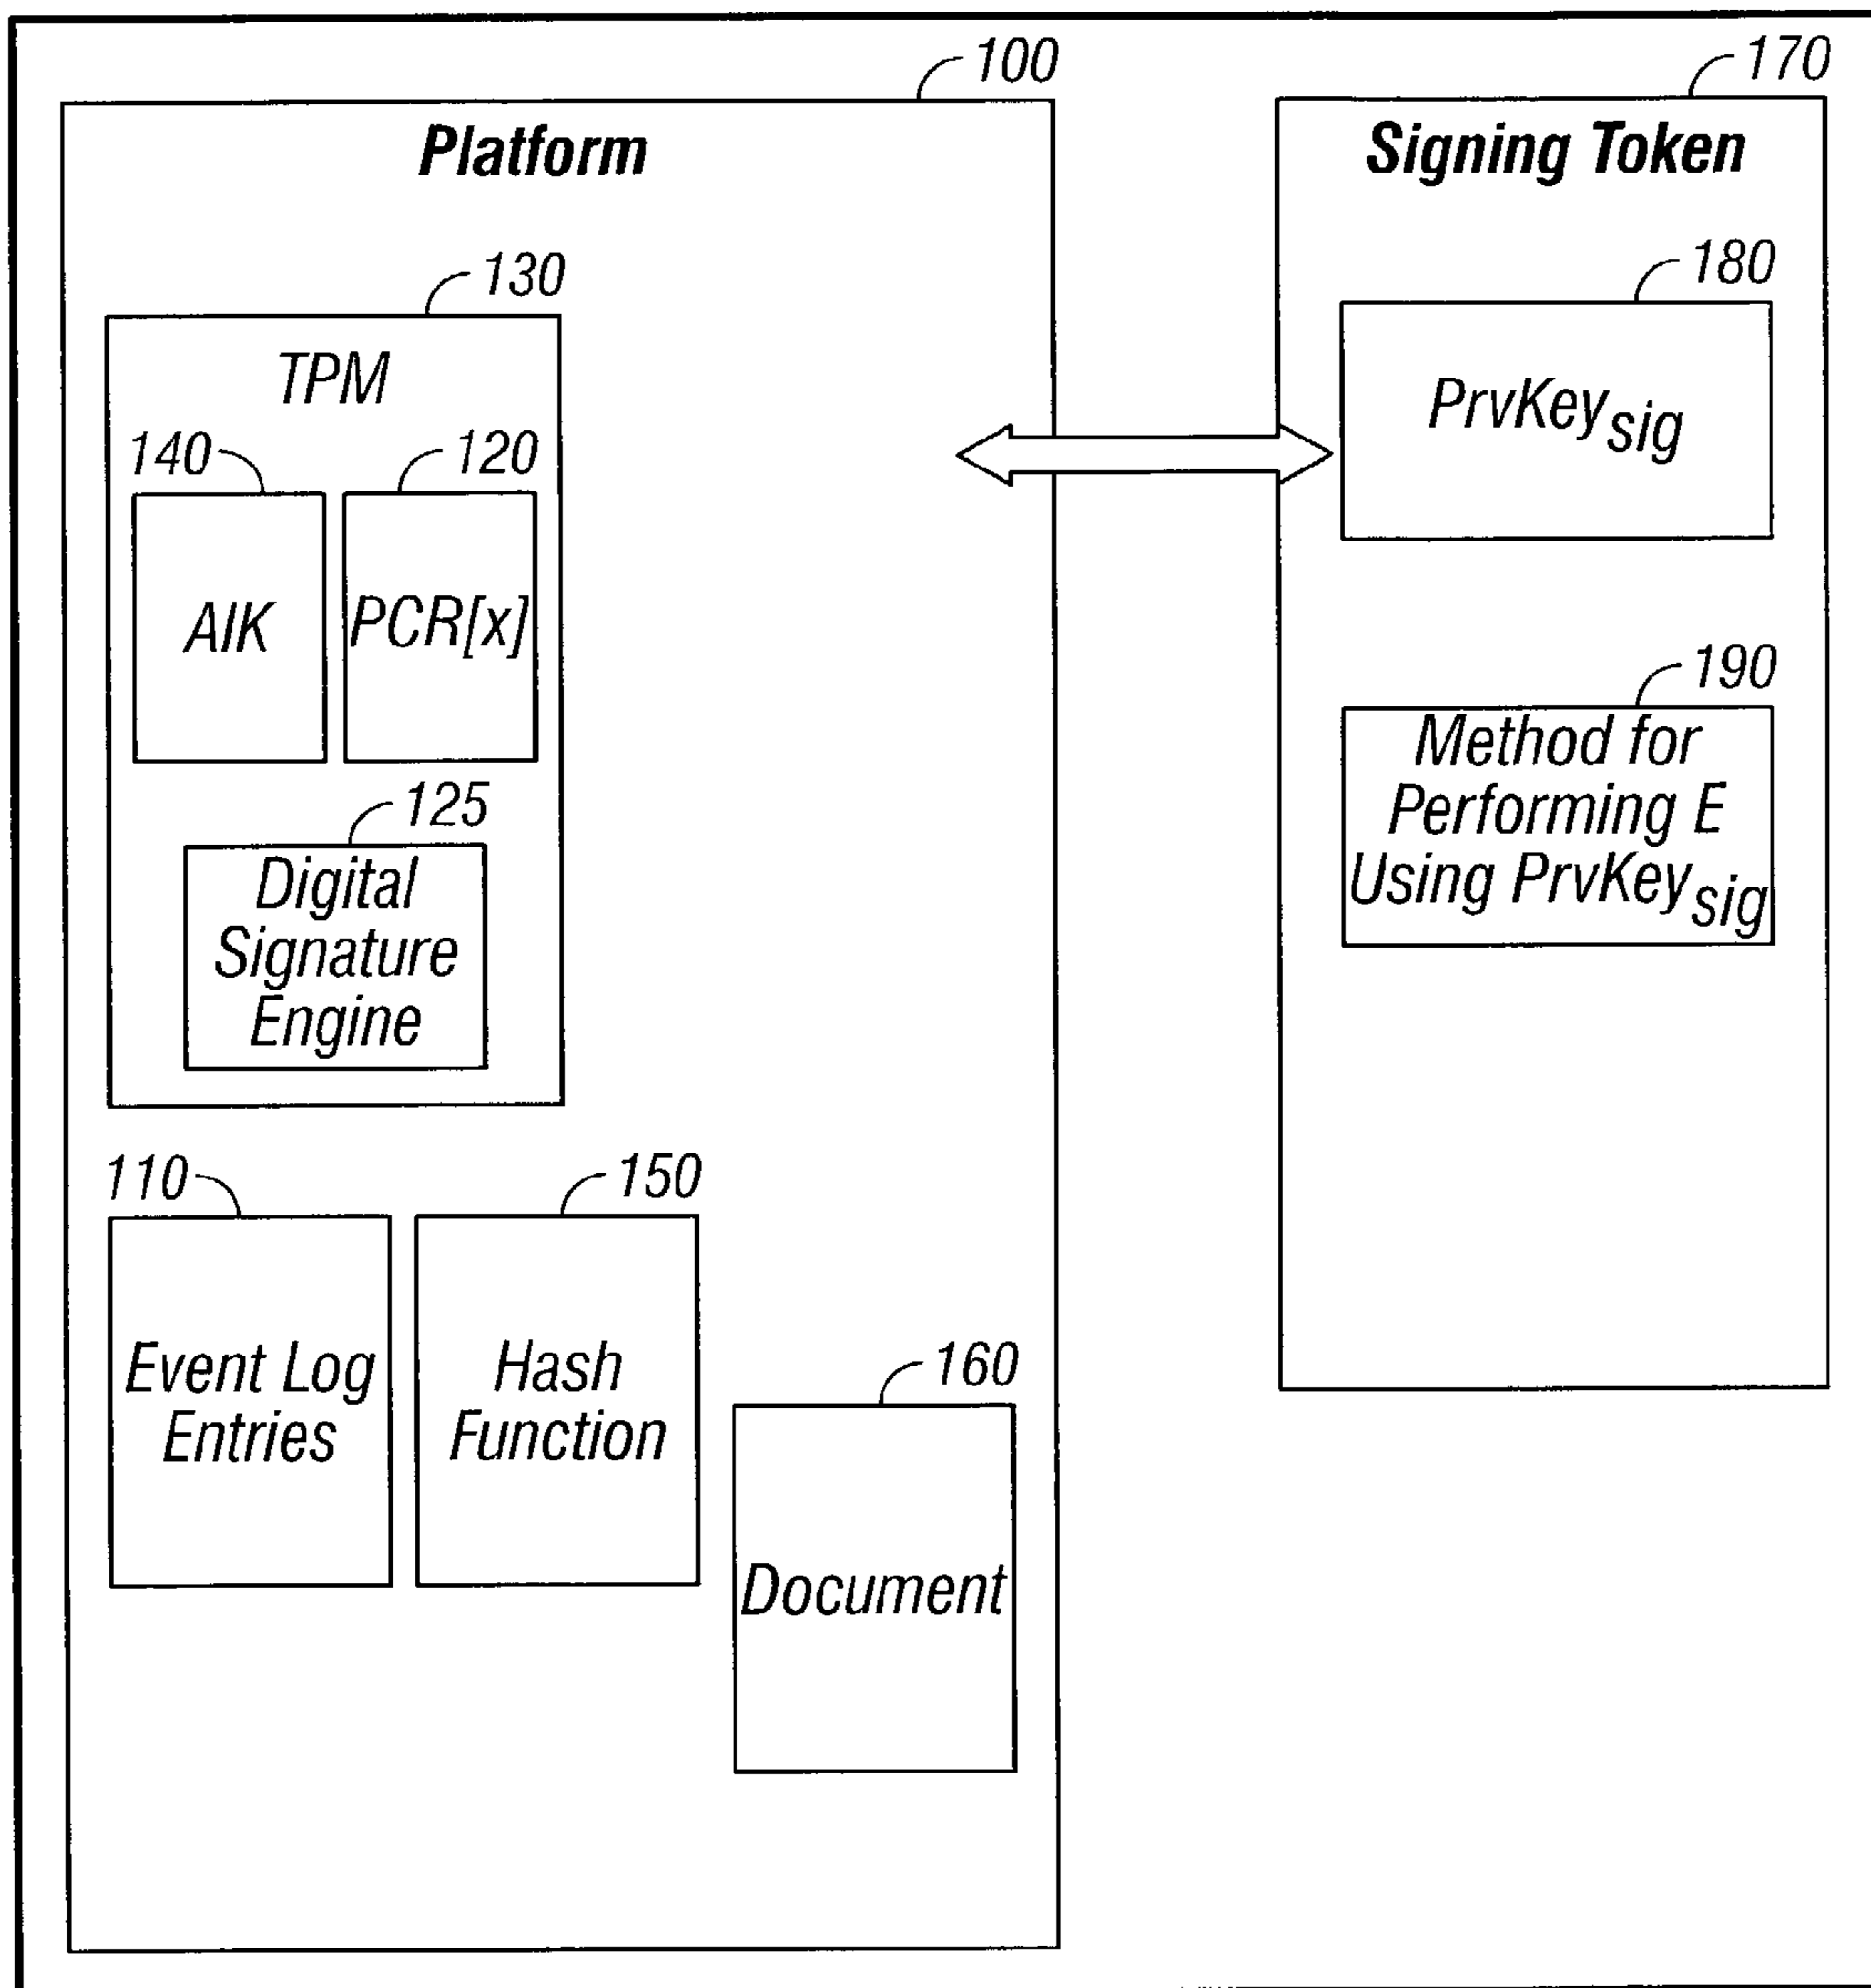 100
Platform
130
TPM
140
120
AIK
PCR[x]
125
Digital
Signature
Engine
110
150
Event Log
Entries
Hash
Function
160
Document
170
Signing Token
180
PrvKeysig
190
Method for
Performing E
Using PrvKeysig